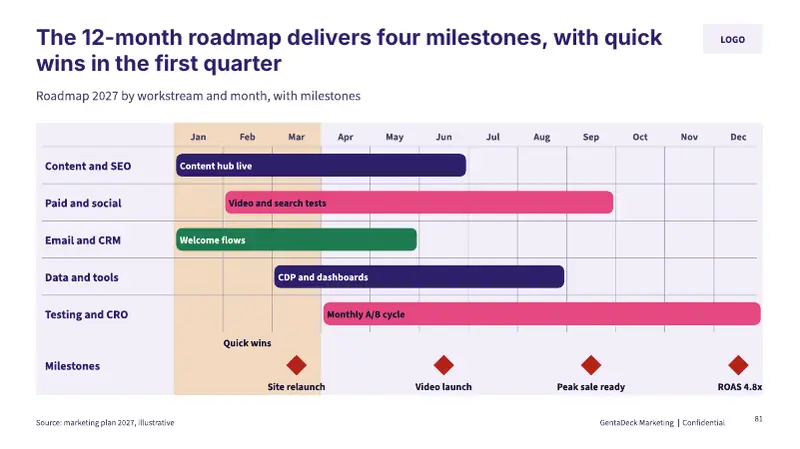 The 12-month roadmap delivers four milestones, with quick
wins in the first quarter
LOGO
Roadmap 2027 by workstream and month, with milestones
Jan Feb Mar Apr May Jun Jul Aug Sep Oct Nov Dec
Content and SEO Content hub live
Paid and social Video and search tests
Email and CRM Welcome flows
Data and tools CDP and dashboards
Testing and CRO Monthly A/B cycle
Quick wins
Milestones
Site relaunch Video launch Peak sale ready ROAS 4.8x
Source: marketing plan 2027, illustrative
GentaDeck Marketing | Confidential 81